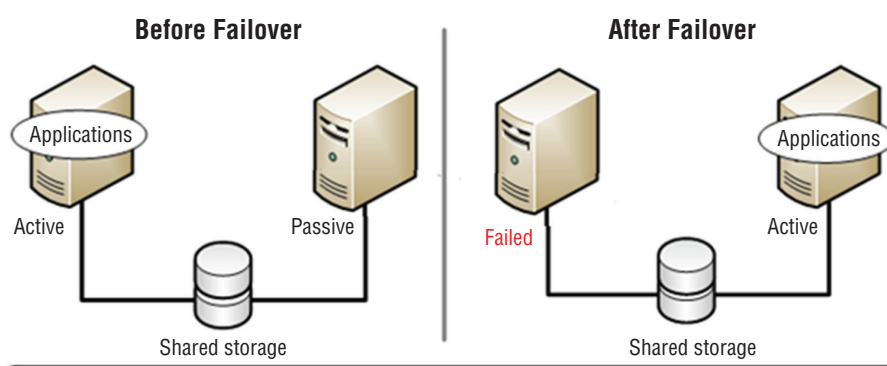 Before Failover
Applications
Active
Passive
Shared storage
After Failover
Applications
Failed
Active
Shared storage